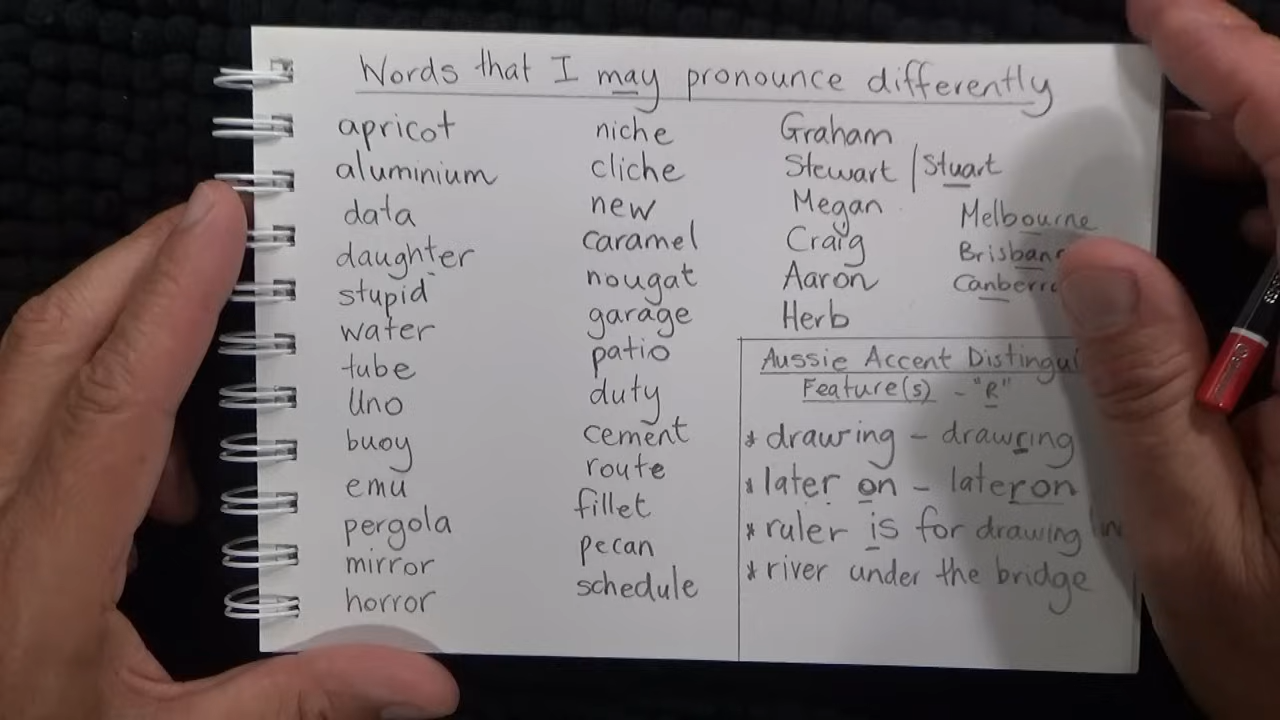 Words that I may pronounce differently
apricot
aluminium
data
daughter
stupid
water
tube
Uno
buoy
emu
pergola
mirror
horror
niche
cliche
new
caramel
nougat
garage
patio
duty
cement
route
fillet
pecan
schedule
Graham
Stewart | Stuart
Megan
Craig
Aaron
Herb
Melbourne
Aussie Accent
Feature(s) - "R"
* drawing - drawring
* later on - lateron
* ruler is for drawing
* river under the bridge